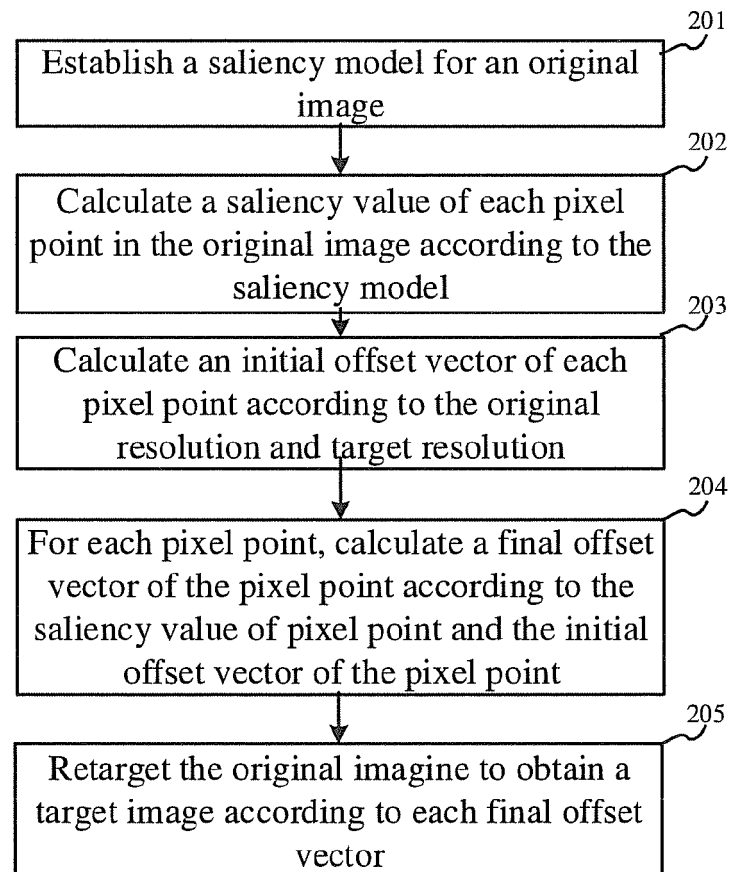 201
Establish a saliency model for an original
image
202
Calculate a saliency value of each pixel
point in the original image according to the
saliency model
203
Calculate an initial offset vector of each
pixel point according to the original
resolution and target resolution
204
For each pixel point, calculate a final offset
vector of the pixel point according to the
saliency value of pixel point and the initial
offset vector of the pixel point
205
Retarget the original imagine to obtain a
target image according to each final offset
vector